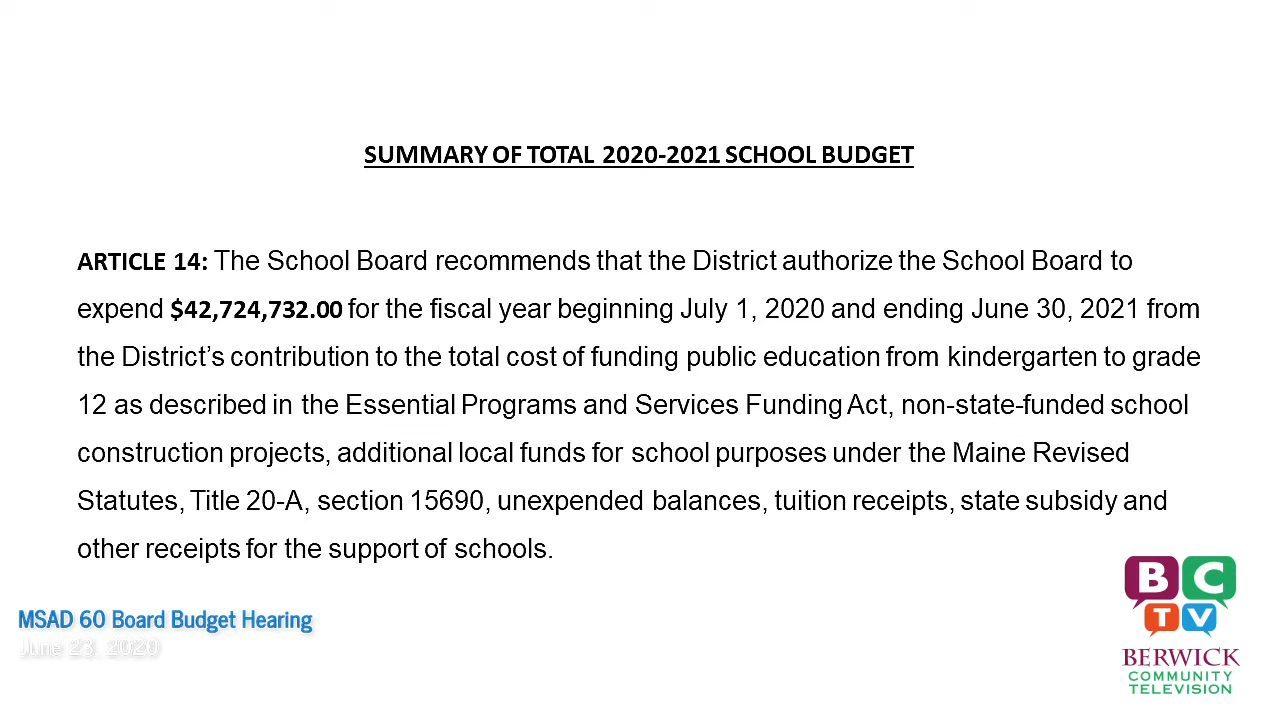 SUMMARY OF TOTAL 2020-2021 SCHOOL BUDGET
ARTICLE 14: The School Board recommends that the District authorize the School Board to
expend $42,724,732.00 for the fiscal year beginning July 1, 2020 and ending June 30, 2021 from
the District’s contribution to the total cost of funding public education from kindergarten to grade
12 as described in the Essential Programs and Services Funding Act, non-state-funded school
construction projects, additional local funds for school purposes under the Maine Revised
Statutes, Title 20-A, section 15690, unexpended balances, tuition receipts, state subsidy and
other receipts for the support of schools.
MSAD 60 Board Budget Hearing
June 23, 2020
BC
TV
BERWICK
COMMUNITY
TELEVISION